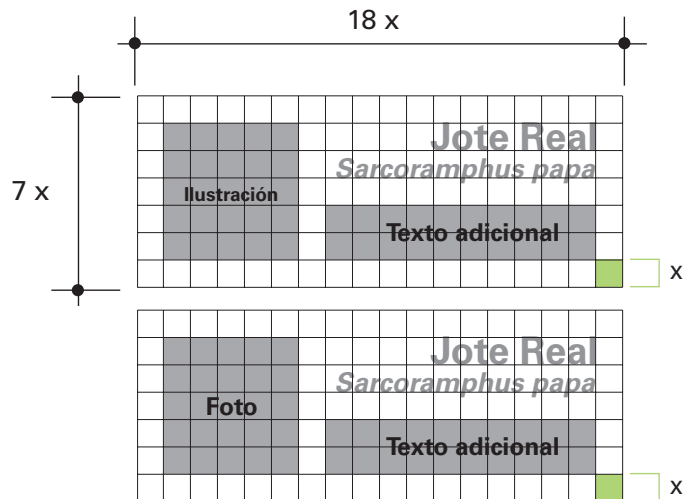 18 x
7 x
Jote Real
Sarcoramphus papa
Ilustración
Texto adicional
x
Jote Real
Sarcoramphus papa
Foto
Texto adicional
x